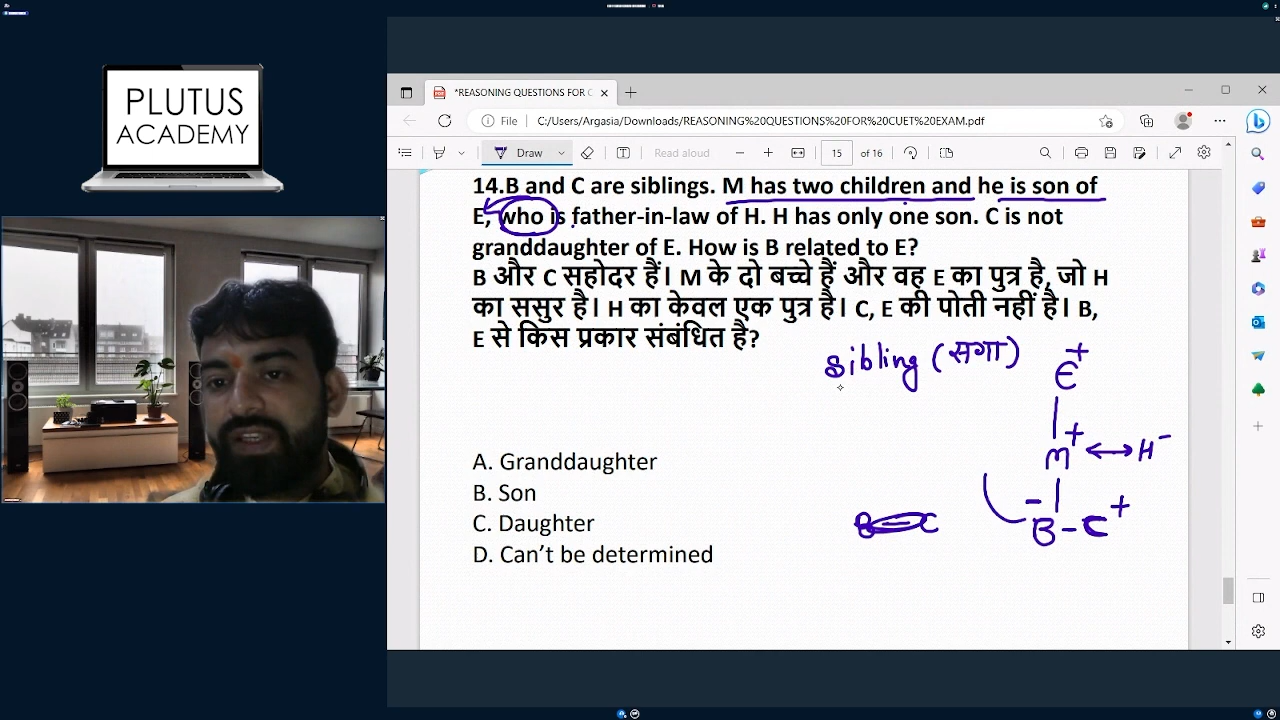 PLUTUS
ACADEMY
*REASONING QUESTIONS FOR C
File
C:/Users/Argasia/Downloads/REASONING%20QUESTIONS%20FOR%20CUET%20EXAM.pdf
Draw
Read aloud
15
of 16
14.B and C are siblings. M has two children and he is son of
E, who is father-in-law of H. H has only one son. C is not
granddaughter of E. How is B related to E?
B और C सहोदर हैं। M के दो बच्चे हैं और वह E का पुत्र है, जो H
का ससुर है। H का केवल एक पुत्र है। C, E की पोती नहीं है। B,
E से किस प्रकार संबंधित है?
Sibling (सगा)
E +
M + ↔ H -
- B - C +
B - C
A. Granddaughter
B. Son
C. Daughter
D. Can't be determined